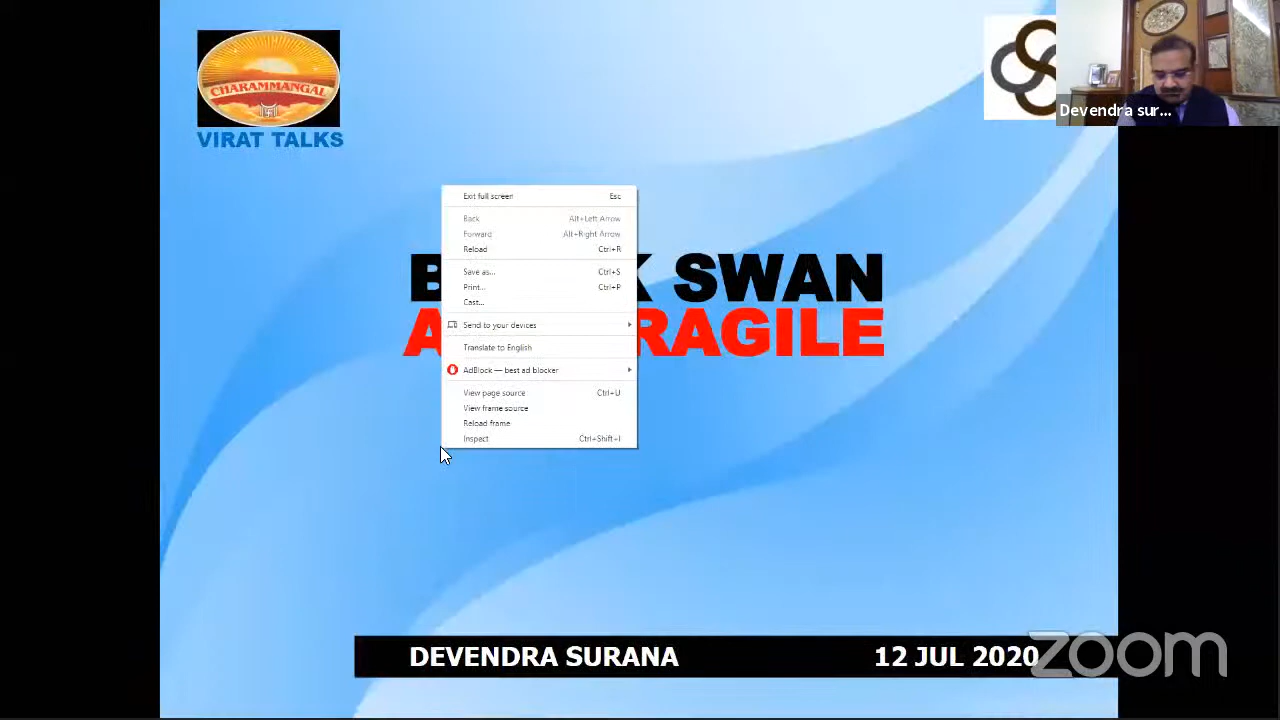 CHARAMMANGAL
VIRAT TALKS
Devendra sur...
Exit full screen Esc
Back Alt+Left Arrow
Forward Alt+Right Arrow
Reload Ctrl+R
Save as... Ctrl+S
Print... Ctrl+P
Cast...
Send to your devices
Translate to English
AdBlock — best ad blocker
View page source Ctrl+U
View frame source
Reload frame
Inspect Ctrl+Shift+I
B K SWAN
A RAGILE
DEVENDRA SURANA 12 JUL 2020
zoom